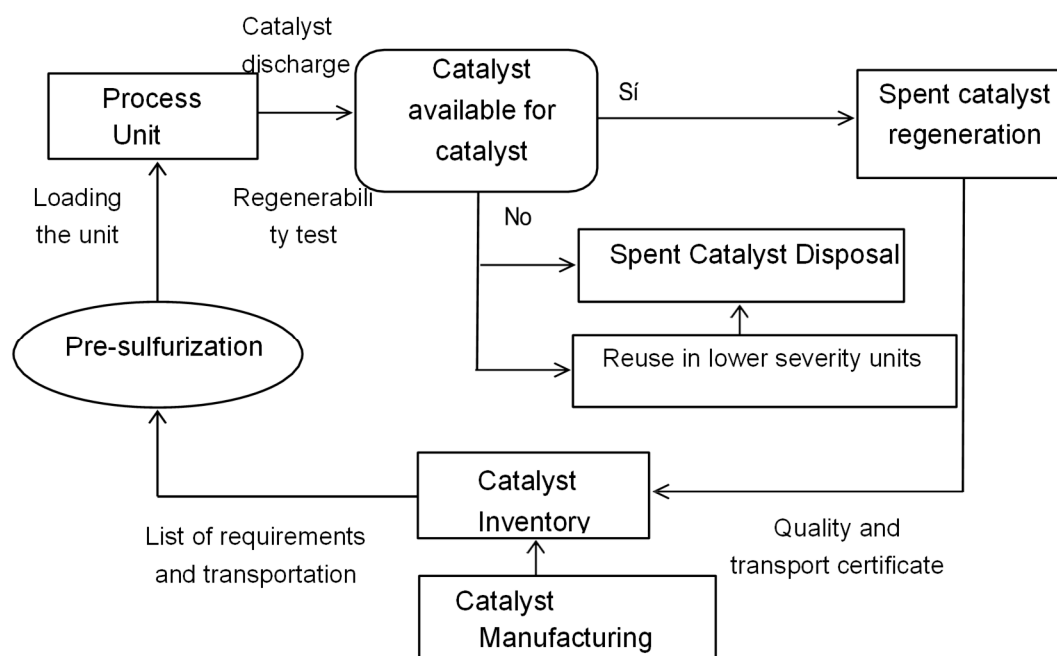 Catalyst
discharge
Process
Unit
Catalyst
available for
catalyst
Sí
Spent catalyst
regeneration
Loading
the unit
Regenerabili
ty test
No
Spent Catalyst Disposal
Pre-sulfurization
Reuse in lower severity units
Catalyst
Inventory
List of requirements
and transportation
Quality and
transport certificate
Catalyst
Manufacturing